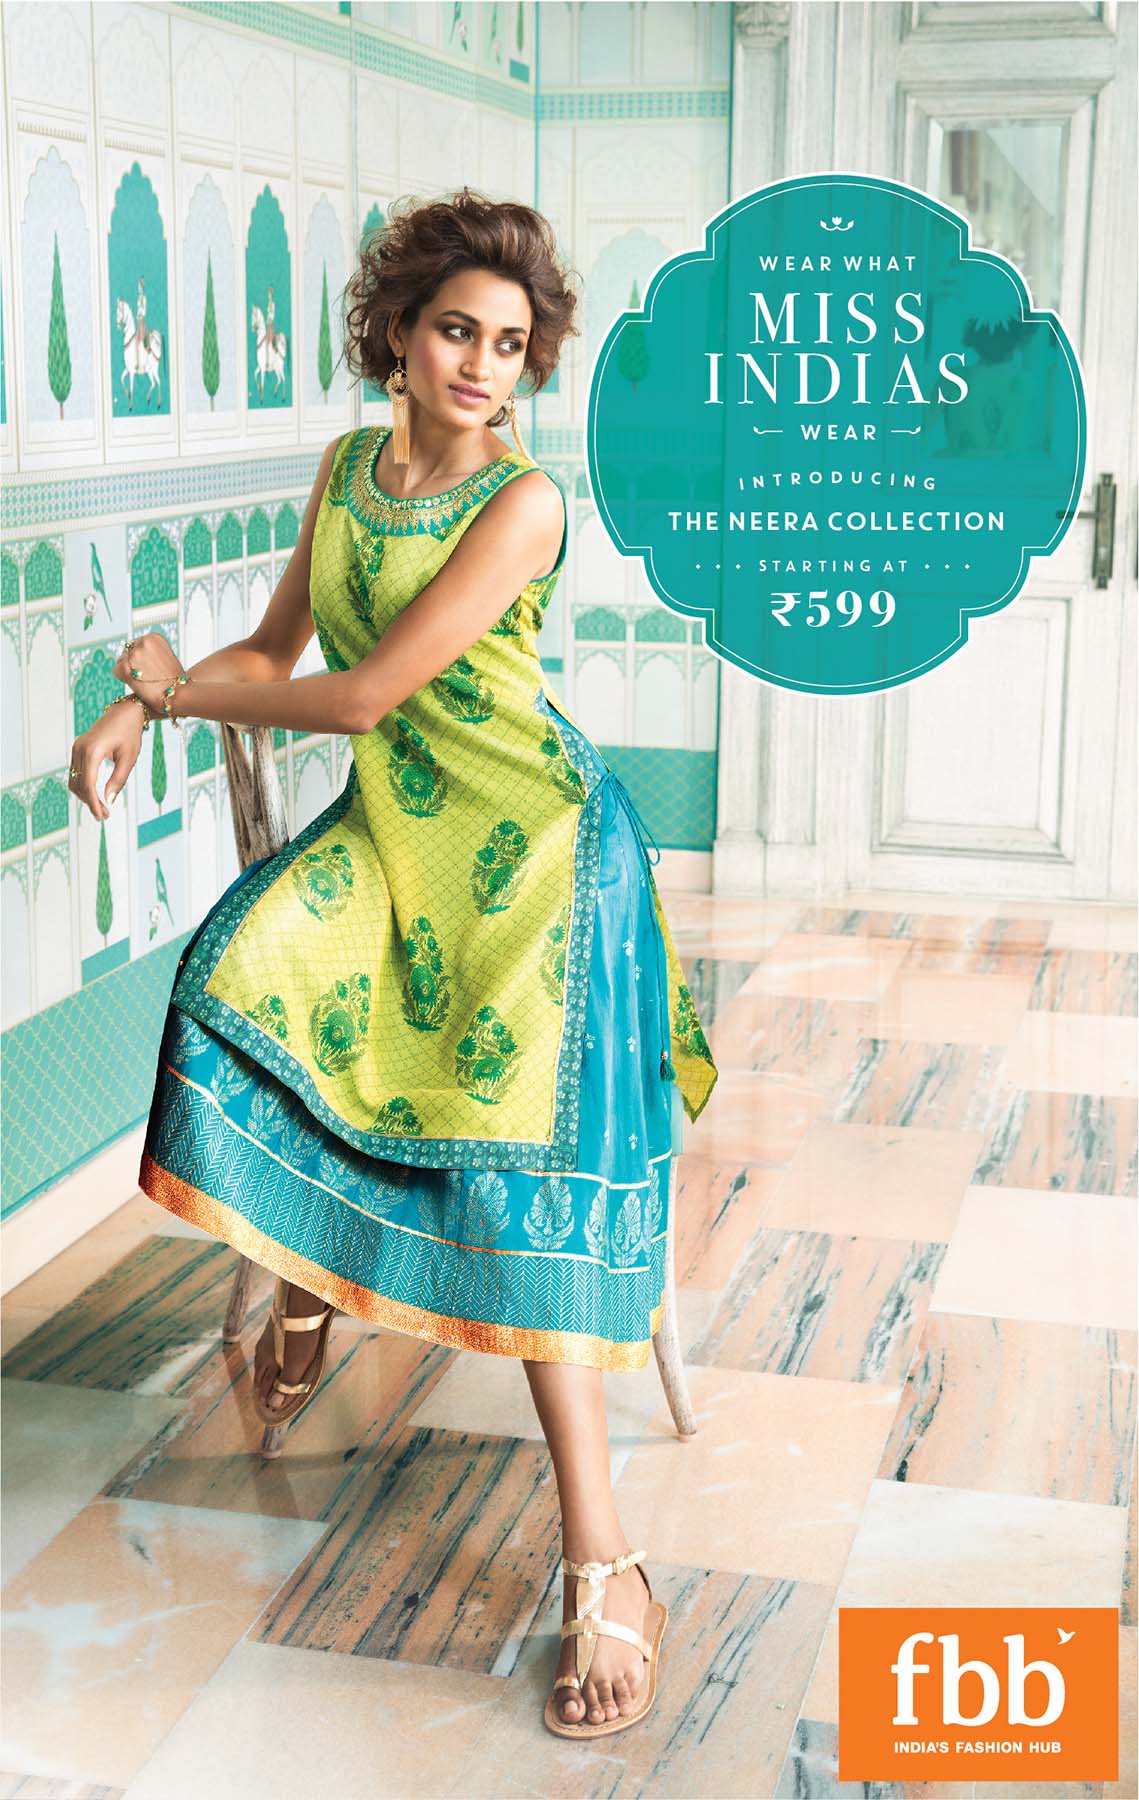 WEAR WHAT
MISS
INDIAS
WEAR
INTRODUCING
THE NEERA COLLECTION
STARTING AT
₹599
fbb
INDIA'S FASHION HUB